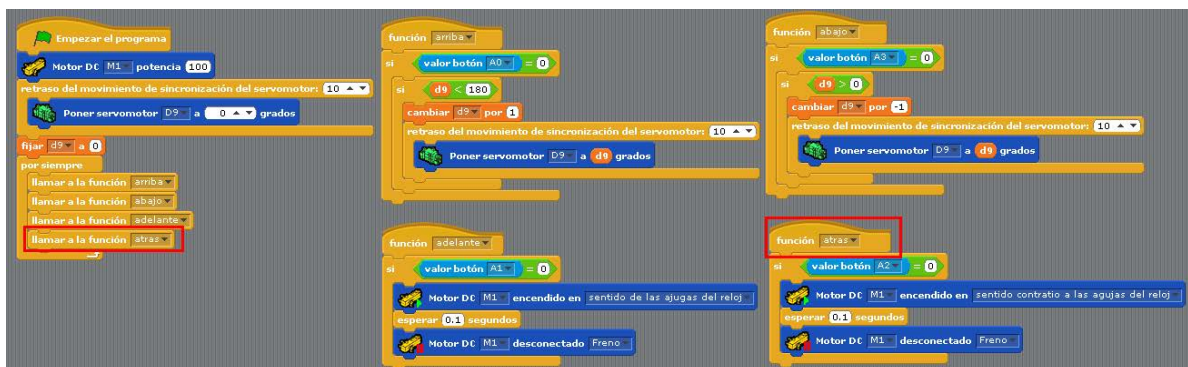 Empezar el programa
Motor DC M1 potencia 100
retraso del movimiento de sincronización del servomotor: 10
Poner servomotor D9 a 0 grados
fijar d9 a 0
por siempre
llamar a la función arriba
llamar a la función abajo
llamar a la función adelante
llamar a la función atras
función arriba
si valor botón A0 = 0
si d9 < 180
cambiar d9 por 1
retraso del movimiento de sincronización del servomotor: 10
Poner servomotor D9 a d9 grados
función abajo
si valor botón A3 = 0
si d9 > 0
cambiar d9 por -1
retraso del movimiento de sincronización del servomotor: 10
Poner servomotor D9 a d9 grados
función adelante
si valor botón A1 = 0
Motor DC M1 encendido en sentido de las ajugas del reloj
esperar 0.1 segundos
Motor DC M1 desconectado Freno
función atras
si valor botón A2 = 0
Motor DC M1 encendido en sentido contratio a las agujas del reloj
esperar 0.1 segundos
Motor DC M1 desconectado Freno